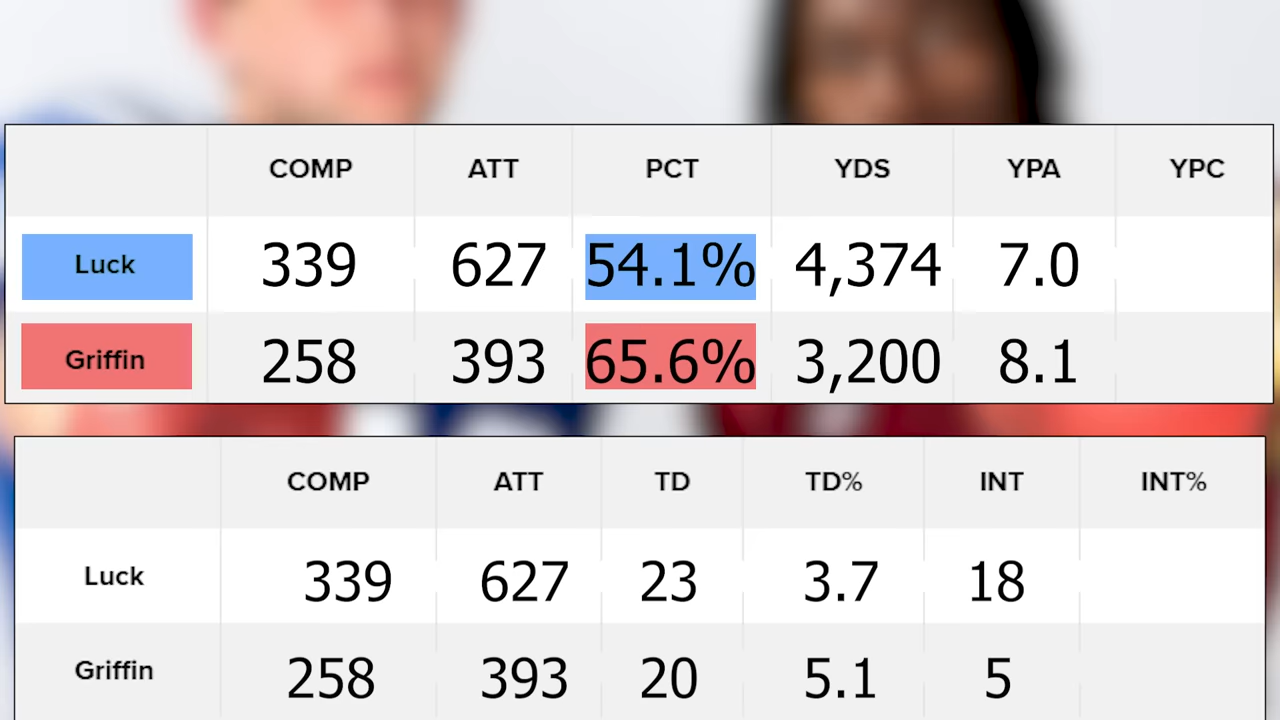 COMP ATT PCT YDS YPA YPC
Luck 339 627 54.1% 4,374 7.0
Griffin 258 393 65.6% 3,200 8.1
COMP ATT TD TD% INT INT%
Luck 339 627 23 3.7 18
Griffin 258 393 20 5.1 5